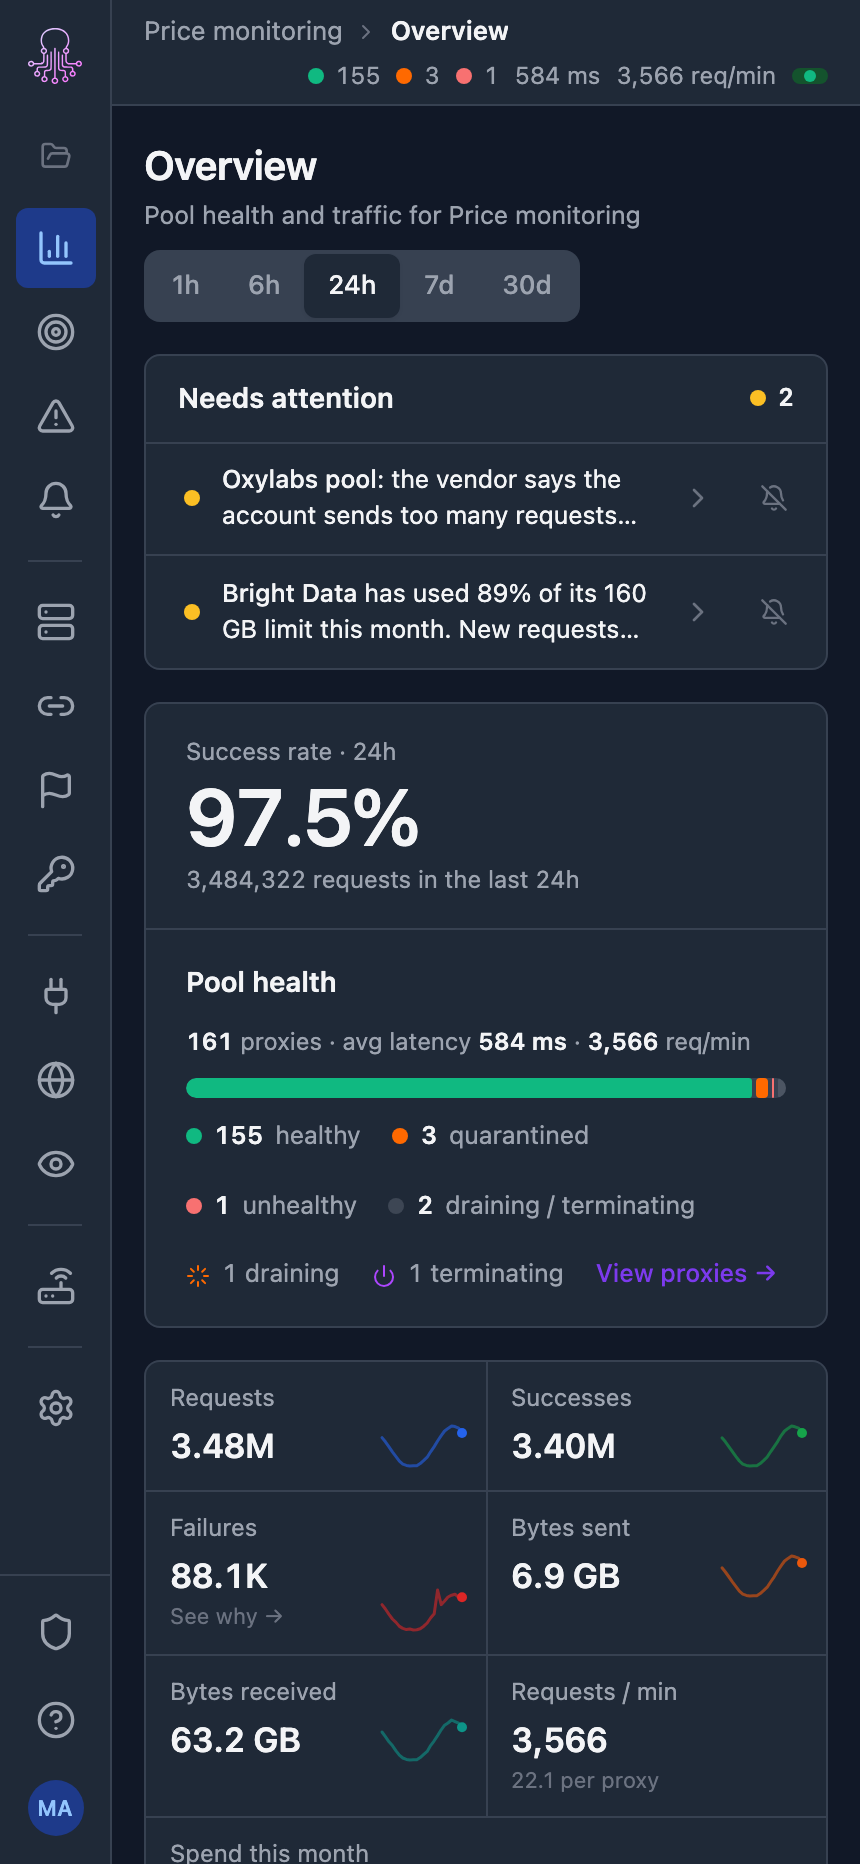 Price monitoring > Overview
155 3 1 584 ms 3,566 req/min
Overview
Pool health and traffic for Price monitoring
1h 6h 24h 7d 30d
Needs attention 2
Oxylabs pool: the vendor says the
account sends too many requests...
Bright Data has used 89% of its 160
GB limit this month. New requests...
Success rate · 24h
97.5%
3,484,322 requests in the last 24h
Pool health
161 proxies · avg latency 584 ms · 3,566 req/min
155 healthy 3 quarantined
1 unhealthy 2 draining / terminating
1 draining 1 terminating View proxies →
Requests
3.48M
Successes
3.40M
Failures
88.1K
See why →
Bytes sent
6.9 GB
Bytes received
63.2 GB
Requests / min
3,566
22.1 per proxy
Spend this month
MA